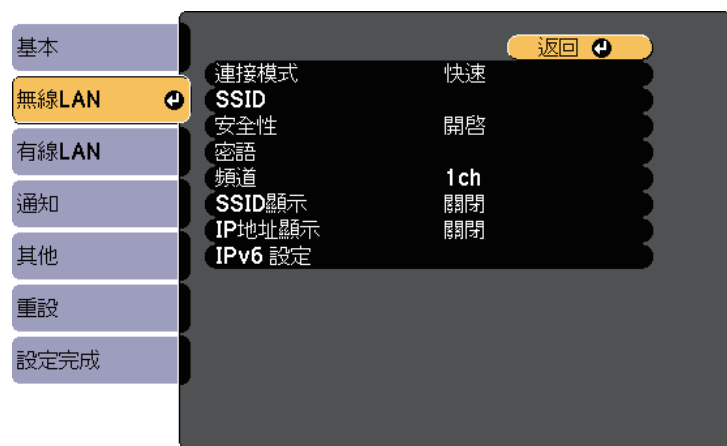 基本
無線LAN
有線LAN
通知
其他
重設
設定完成
返回
連接模式 快速
SSID
安全性 開啓
密語
頻道 1ch
SSID顯示 關閉
IP地址顯示 關閉
IPv6 設定